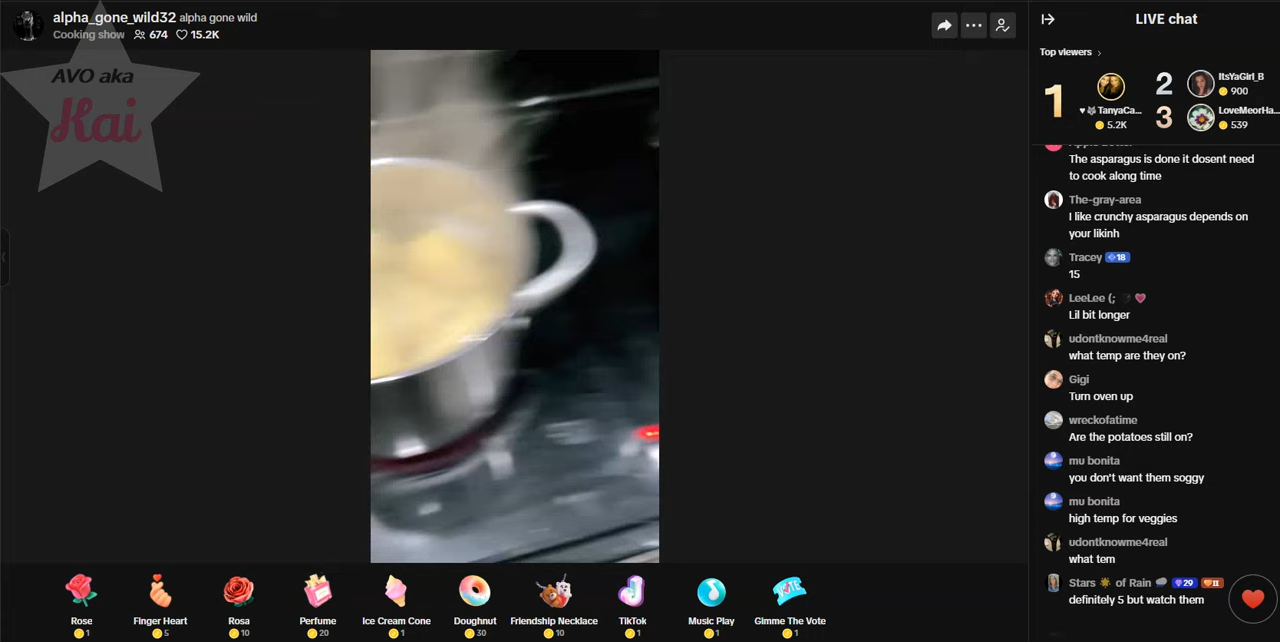 alpha_gone_wild32 alpha gone wild
Cooking show 674 15.2K
AVO aka
Kai
LIVE chat
Top viewers >
1 ♥ TanyaCa... 5.2K
2 ItsYaGirl_B 900
3 LoveMeorHa... 539
The asparagus is done it dosent need
to cook along time
The-gray-area
I like crunchy asparagus depends on
your likinh
Tracey 18
15
LeeLee (;
Lil bit longer
udontknowme4real
what temp are they on?
Gigi
Turn oven up
wreckofatime
Are the potatoes still on?
mu bonita
you don't want them soggy
mu bonita
high temp for veggies
udontknowme4real
what tem
Stars of Rain 29 II
definitely 5 but watch them
Rose
1
Finger Heart
5
Rosa
10
Perfume
20
Ice Cream Cone
1
Doughnut
30
Friendship Necklace
10
TikTok
1
Music Play
1
Gimme The Vote
1